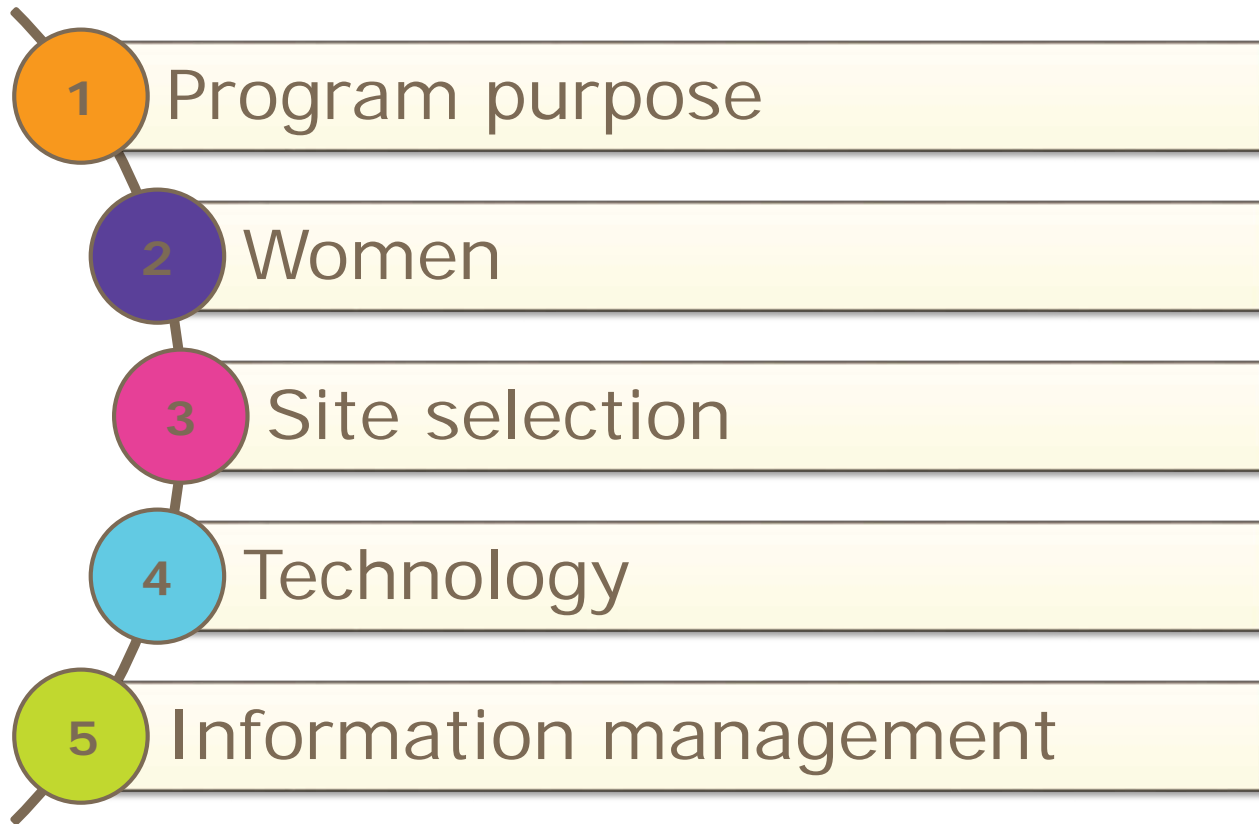 1 Program purpose
2 Women
3 Site selection
4 Technology
5 Information management